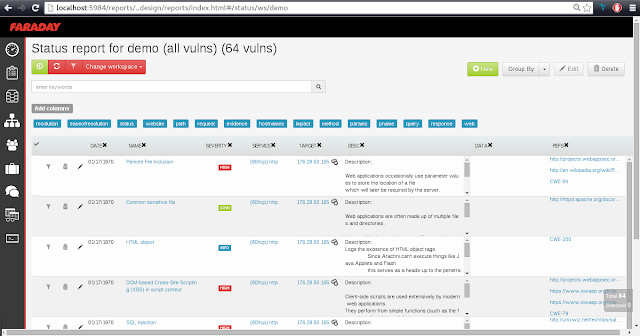 localhost:5984/reports/_design/reports/index.html#/status/ws/demo
FARADAY
Status report for demo (all vulns) (64 vulns)
Change workspace
New
Group By
Edit
Delete
enter keywords
Add columns
resolution easeofresolution status website path request evidence hostnames impact method params pname query response web
DATE NAME SEVERITY SERVICE TARGET DESC DATA REFS
01/17/1970 Remote File Inclusion HIGH (80/tcp) http 176.28.50.165 Description:
Web applications occasionally use parameter valu
es to store the location of a file
which will later be required by the server.
http://projects.webappsec.o...
http://en.wikipedia.org/wiki/R...
CWE-94
01/17/1970 Common sensitive file LOW (80/tcp) http 176.28.50.165 Description:
Web applications are often made up of multiple file
s and directories.
http://httpd.apache.org/docs/...
01/17/1970 HTML object INFO (80/tcp) http 176.28.50.165 Description:
Logs the existence of HTML object tags.
Since Arachni can't execute things like J
ava Applets and Flash
this serves as a heads-up to the penetra
CWE-200
01/17/1970 DOM-based Cross-Site Scriptin
g (XSS) in script context HIGH (80/tcp) http 176.28.50.165 Description:
Client-side scripts are used extensively by modern
web applications.
They perform from simple functions (such as the f
http://projects.webappsec.o...
https://www.owasp.org
https://www.owasp.org
CWE-79
01/17/1970 SQL Injection HIGH (80/tcp) http 176.28.50.165 Description:
http://unixwiz.net/techtips/sql...
Total 64
Selected 0